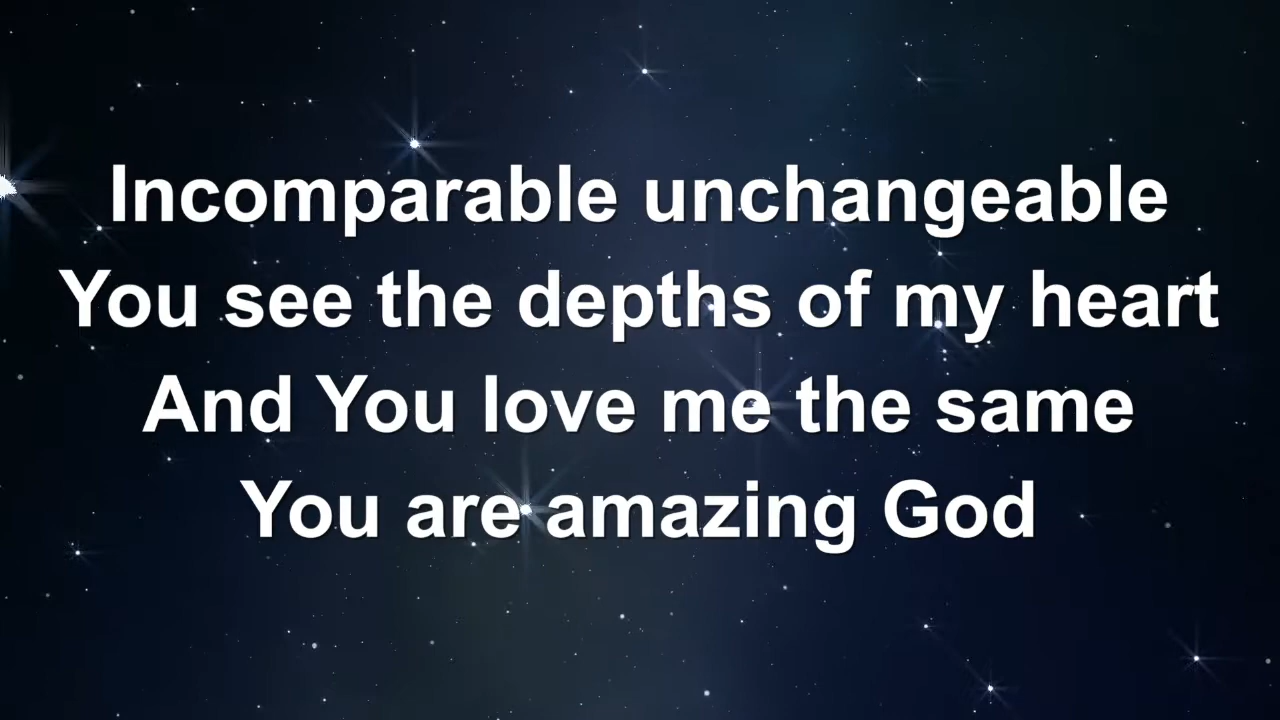 Incomparable unchangeable
You see the depths of my heart
And You love me the same
You are amazing God